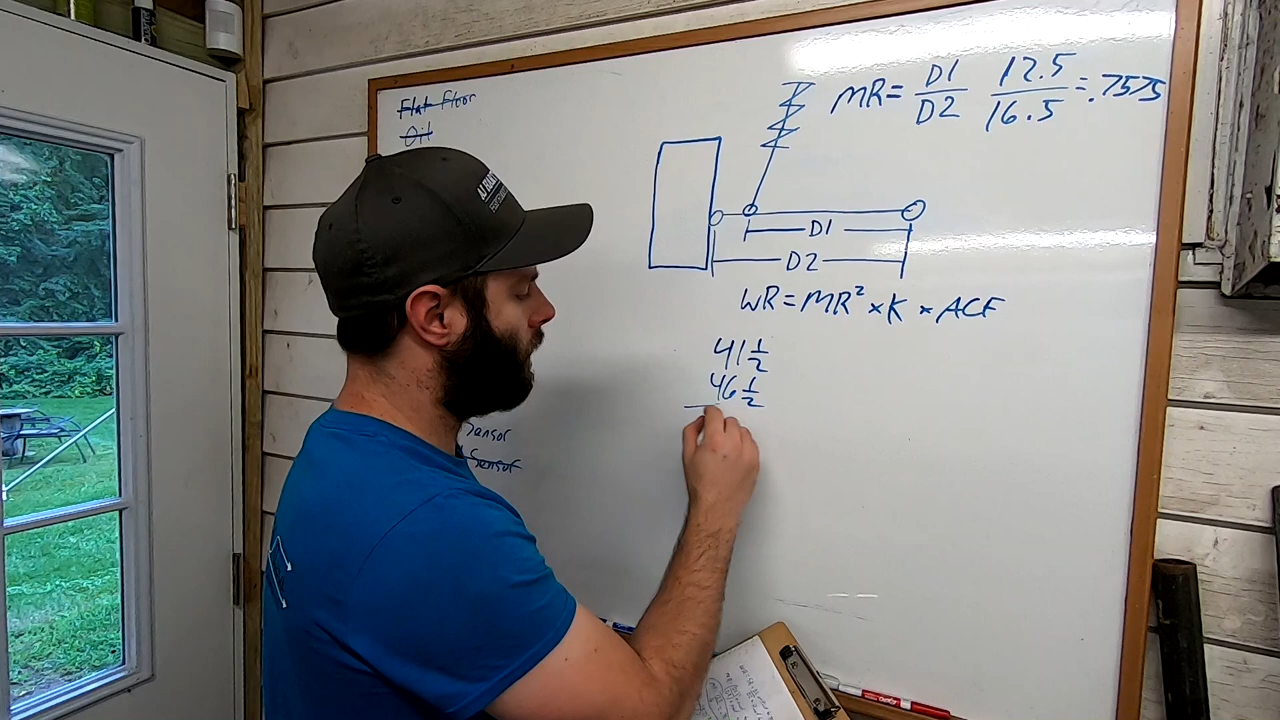 Flat Floor
Oil
MR = D1/D2 12.5/16.5 = .7575
D1
D2
WR = MR² × K × ACF
41 1/2
46 1/2
Sensor
Sensor